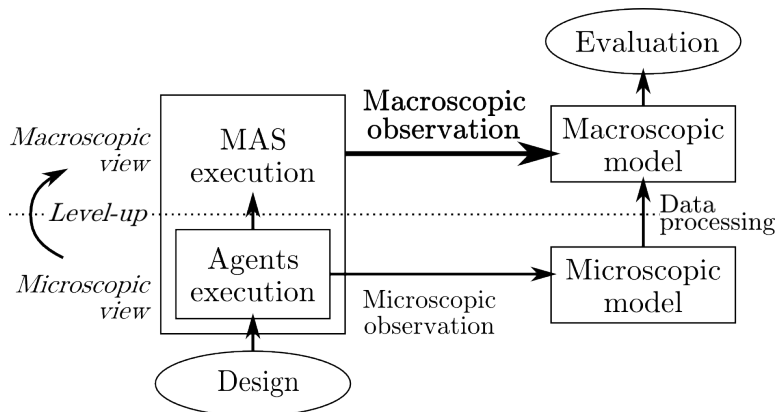 Evaluation
Macroscopic
observation
Macroscopic
view
MAS
execution
Macroscopic
model
Level-up
Data
processing
Microscopic
view
Agents
execution
Microscopic
observation
Microscopic
model
Design